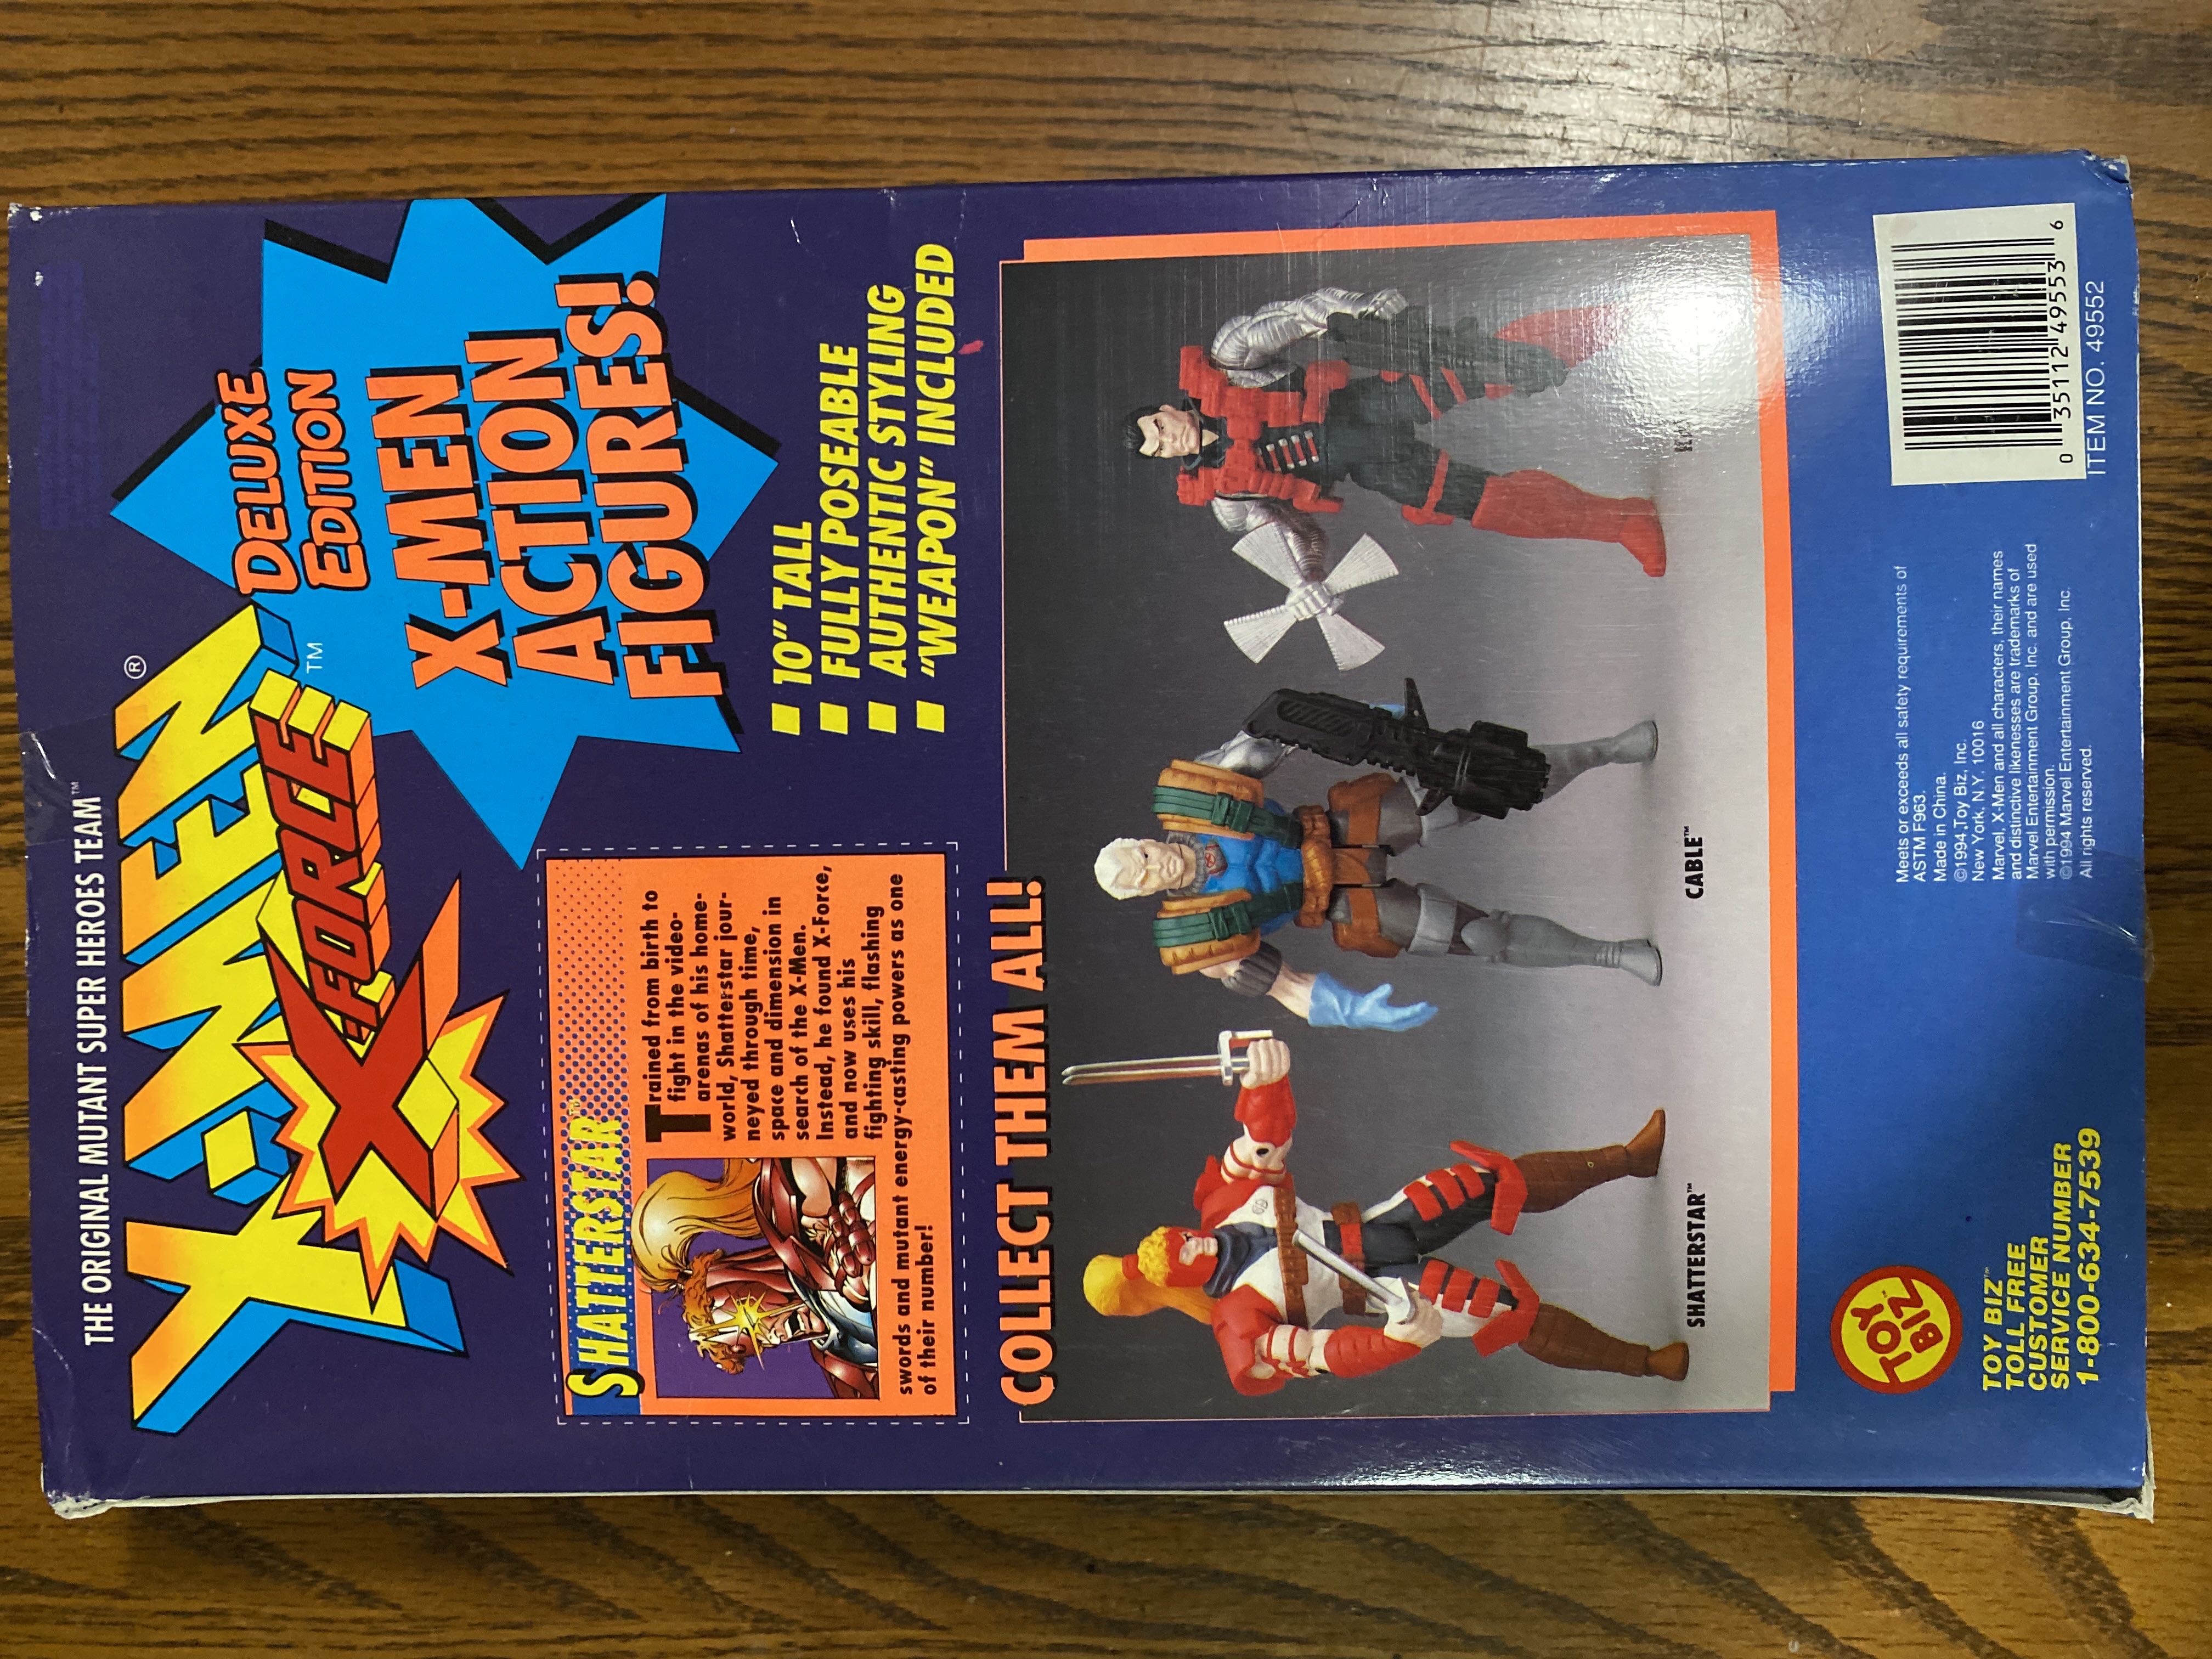 THE ORIGINAL MUTANT SUPER HEROES TEAM™
X-MEN®
X-FORCE™
DELUXE
EDITION
X-MEN
ACTION
FIGURES!
SHATTERSTAR™
Trained from birth to
fight in the video-
arenas of his home-
world, Shatterstar jour-
neyed through time,
space and dimension in
search of the X-Men.
Instead, he found X-Force,
and now uses his
fighting skill, flashing
swords and mutant energy-casting powers as one
of their number!
■ 10" TALL
■ FULLY POSEABLE
■ AUTHENTIC STYLING
■ "WEAPON" INCLUDED
COLLECT THEM ALL!
SHATTERSTAR™
CABLE™
TOY
BIZ
TOY BIZ™
TOLL FREE
CUSTOMER
SERVICE NUMBER
1-800-634-7539
Meets or exceeds all safety requirements of
ASTM F963.
Made in China.
©1994 Toy Biz, Inc.
New York, N.Y. 10016
Marvel, X-Men and all characters, their names
and distinctive likenesses are trademarks of
Marvel Entertainment Group, Inc. and are used
with permission.
©1994 Marvel Entertainment Group, Inc.
All rights reserved.
0 35112 49553 6
ITEM NO. 49552